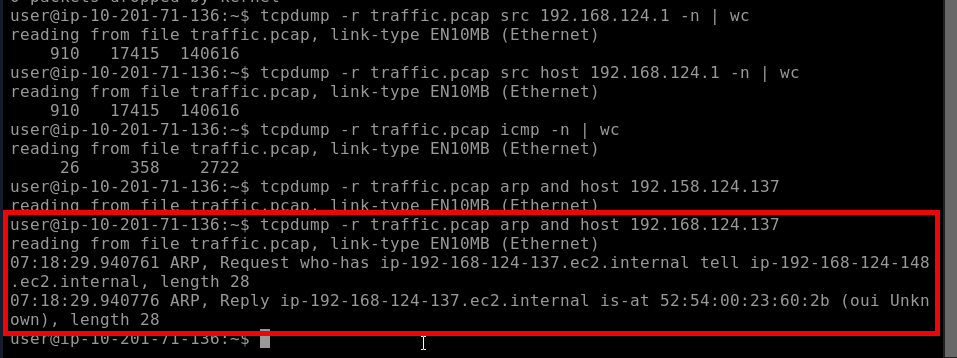 0 packets dropped by kernel
user@ip-10-201-71-136:~$ tcpdump -r traffic.pcap src 192.168.124.1 -n | wc
reading from file traffic.pcap, link-type EN10MB (Ethernet)
    910   17415  140616
user@ip-10-201-71-136:~$ tcpdump -r traffic.pcap src host 192.168.124.1 -n | wc
reading from file traffic.pcap, link-type EN10MB (Ethernet)
    910   17415  140616
user@ip-10-201-71-136:~$ tcpdump -r traffic.pcap icmp -n | wc
reading from file traffic.pcap, link-type EN10MB (Ethernet)
     26     358    2722
user@ip-10-201-71-136:~$ tcpdump -r traffic.pcap arp and host 192.158.124.137
reading from file traffic.pcap, link-type EN10MB (Ethernet)
user@ip-10-201-71-136:~$ tcpdump -r traffic.pcap arp and host 192.168.124.137
reading from file traffic.pcap, link-type EN10MB (Ethernet)
07:18:29.940761 ARP, Request who-has ip-192-168-124-137.ec2.internal tell ip-192-168-124-148
.ec2.internal, length 28
07:18:29.940776 ARP, Reply ip-192-168-124-137.ec2.internal is-at 52:54:00:23:60:2b (oui Unkn
own), length 28
user@ip-10-201-71-136:~$